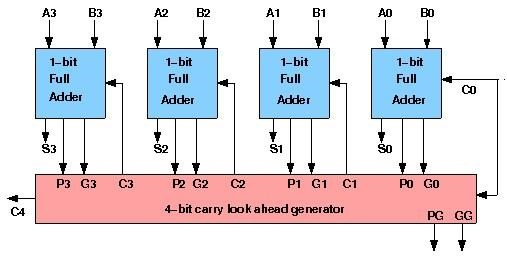 A3 B3 A2 B2 A1 B1 A0 B0
1-bit 1-bit 1-bit 1-bit
Full Full Full Full
Adder Adder Adder Adder
C0
S3 S2 S1 S0
P3 G3 C3 P2 G2 C2 P1 G1 C1 P0 G0
C4 4-bit carry look ahead generator
PG GG